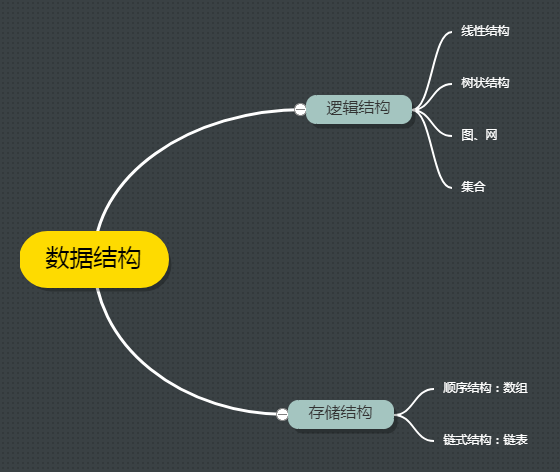 线性结构
树状结构
逻辑结构
图、网
集合
数据结构
顺序结构：数组
存储结构
链式结构：链表